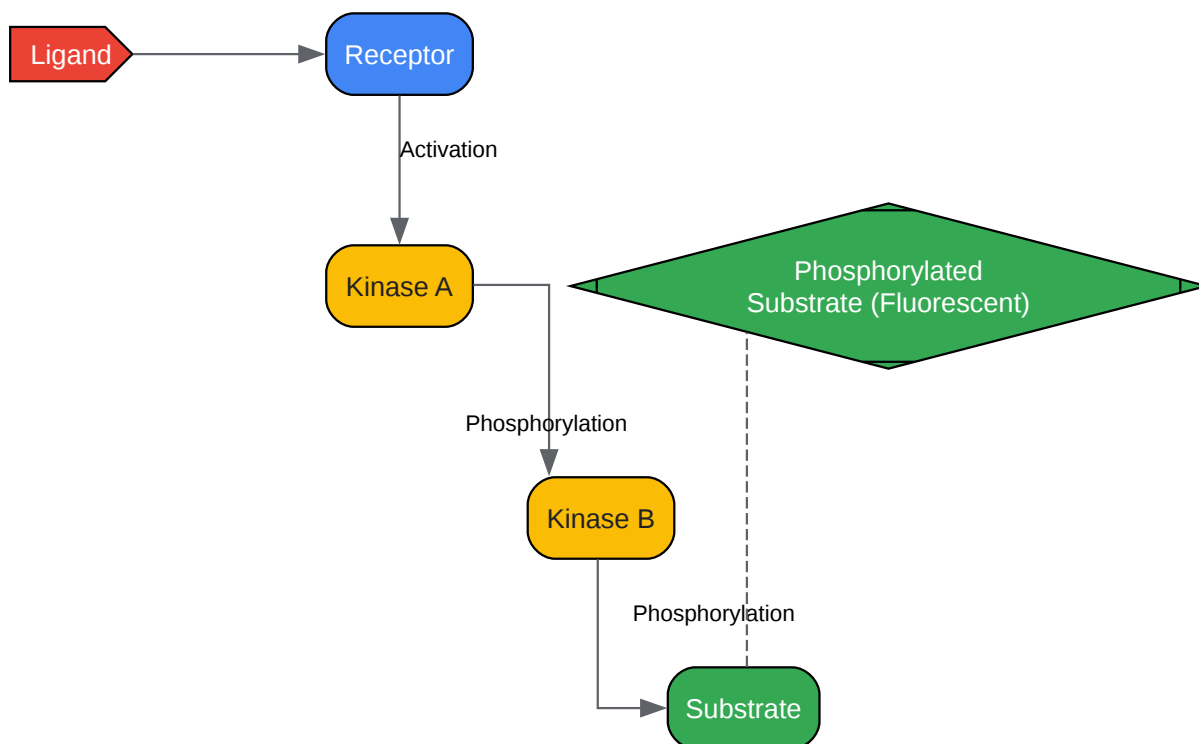 Ligand
Receptor
Activation
Kinase A
Phosphorylated
Substrate (Fluorescent)
Phosphorylation
Kinase B
Phosphorylation
Substrate